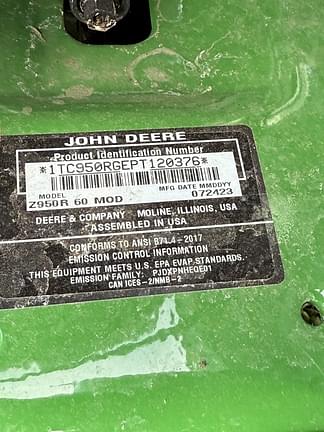 JOHN DEERE
Product Identification Number
*1TC950RGEPT120376*
MODEL MFG DATE MMDDYY
Z950R 60 MOD 072423
DEERE & COMPANY MOLINE, ILLINOIS, USA
ASSEMBLED IN USA
CONFORMS TO ANSI B71.4-2017
EMISSION CONTROL INFORMATION
THIS EQUIPMENT MEETS U.S. EPA EVAP. STANDARDS.
EMISSION FAMILY: PJDXPNHEQE01
CAN ICES-2/NMB-2